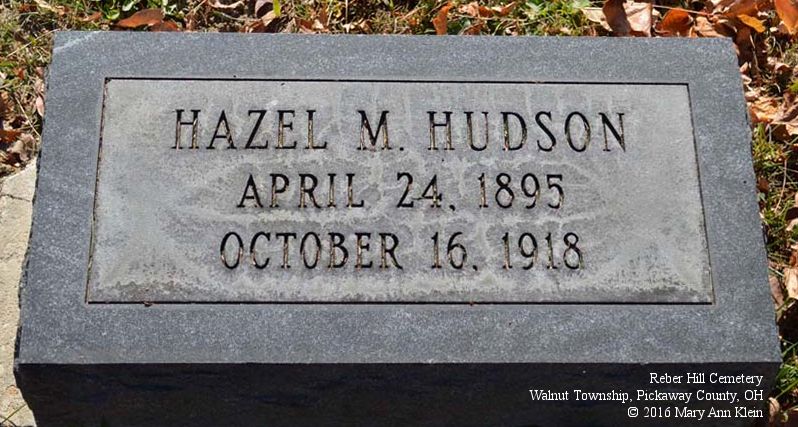 HAZEL M. HUDSON
APRIL 24, 1895
OCTOBER 16, 1918
Reber Hill Cemetery
Walnut Township, Pickaway County, OH
© 2016 Mary Ann Klein